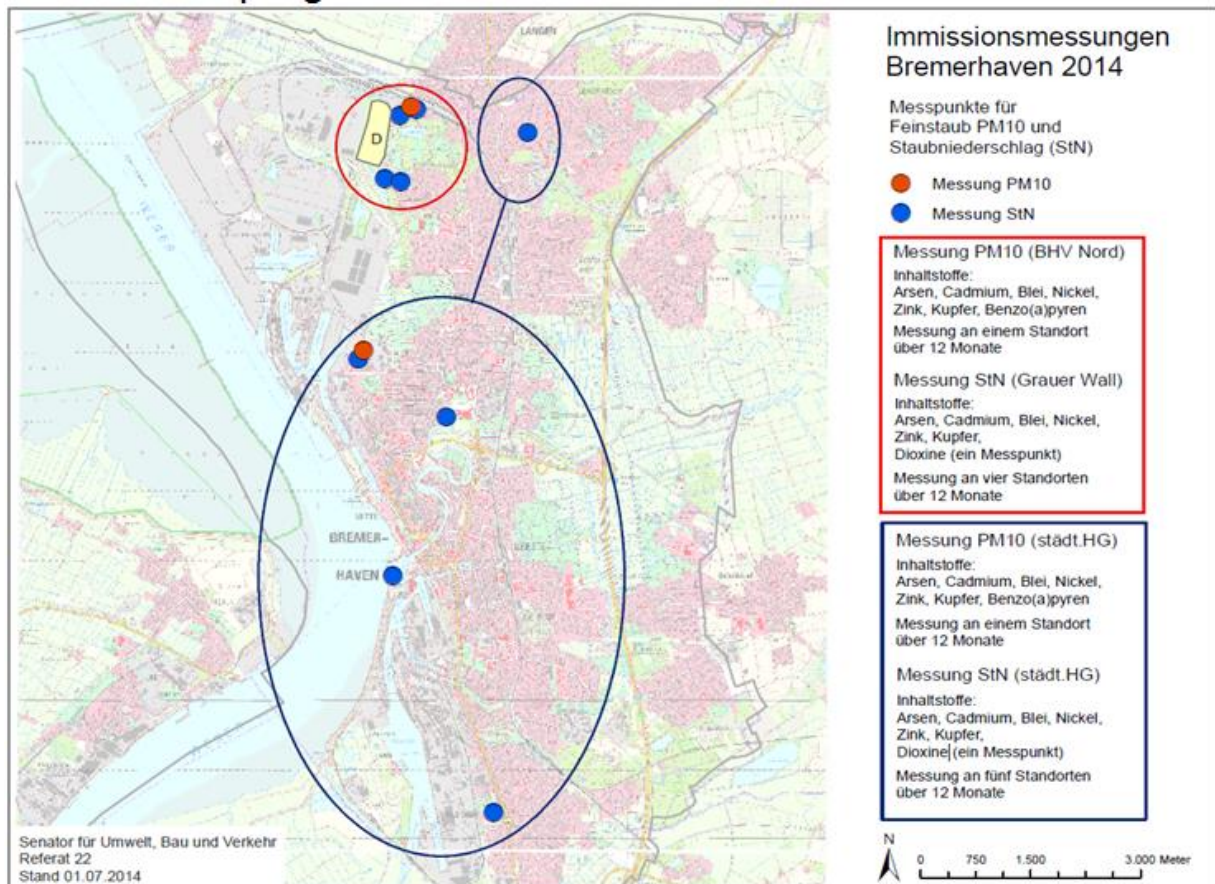 LANGEN
D
BREMER-
HAVEN
Immissionsmessungen
Bremerhaven 2014
Messpunkte für
Feinstaub PM10 und
Staubniederschlag (StN)
Messung PM10
Messung StN
Messung PM10 (BHV Nord)
Inhaltstoffe:
Arsen, Cadmium, Blei, Nickel,
Zink, Kupfer, Benzo(a)pyren
Messung an einem Standort
über 12 Monate
Messung StN (Grauer Wall)
Inhaltstoffe:
Arsen, Cadmium, Blei, Nickel,
Zink, Kupfer,
Dioxine (ein Messpunkt)
Messung an vier Standorten
über 12 Monate
Messung PM10 (städt.HG)
Inhaltstoffe:
Arsen, Cadmium, Blei, Nickel,
Zink, Kupfer, Benzo(a)pyren
Messung an einem Standort
über 12 Monate
Messung StN (städt.HG)
Inhaltstoffe:
Arsen, Cadmium, Blei, Nickel,
Zink, Kupfer,
Dioxine (ein Messpunkt)
Messung an fünf Standorten
über 12 Monate
N
0 750 1.500 3.000 Meter
Senator für Umwelt, Bau und Verkehr
Referat 22
Stand 01.07.2014